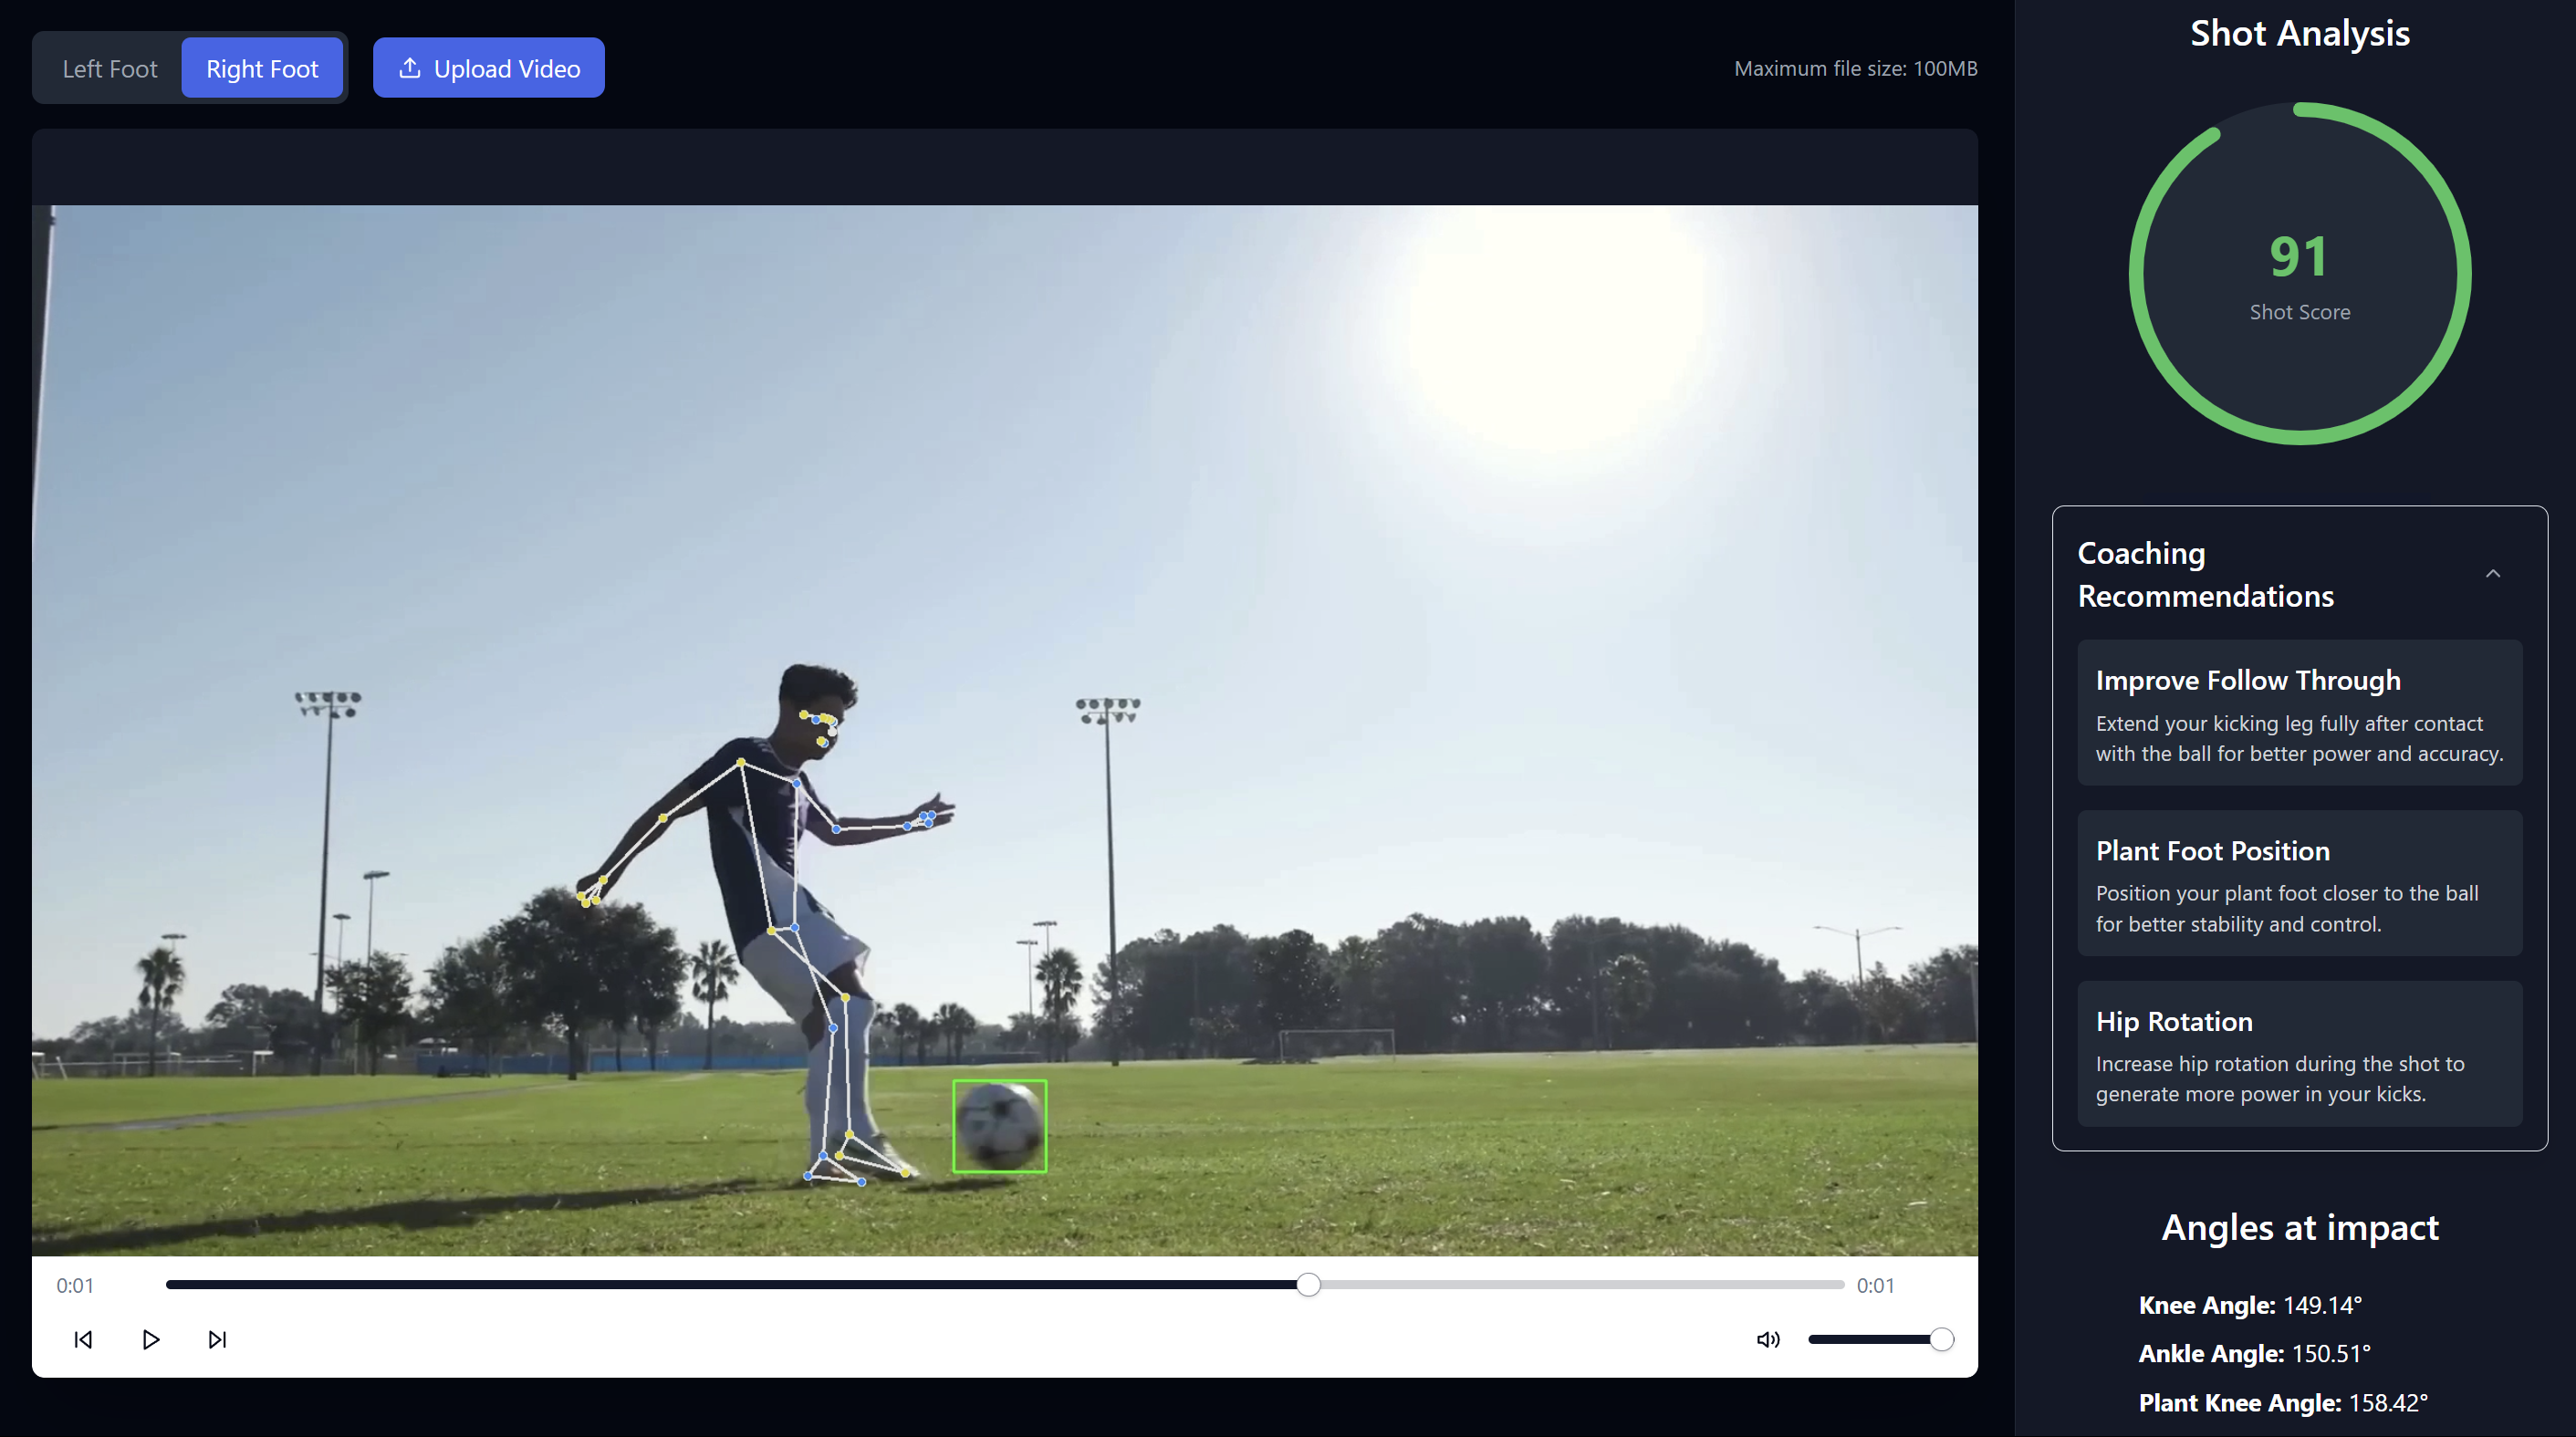 Left Foot
Right Foot
Upload Video
Maximum file size: 100MB
0:01
0:01
Shot Analysis
91
Shot Score
Coaching
Recommendations
Improve Follow Through
Extend your kicking leg fully after contact
with the ball for better power and accuracy.
Plant Foot Position
Position your plant foot closer to the ball
for better stability and control.
Hip Rotation
Increase hip rotation during the shot to
generate more power in your kicks.
Angles at impact
Knee Angle: 149.14°
Ankle Angle: 150.51°
Plant Knee Angle: 158.42°